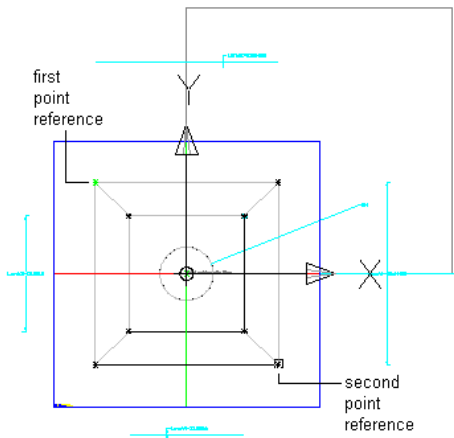 first
point
reference
Y
X
second
point
reference